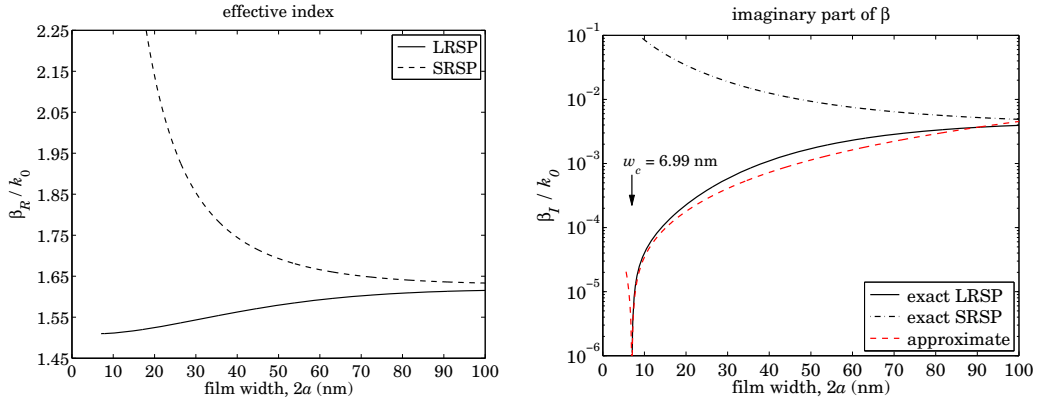 effective index
2.25
2.15
2.05
1.95
1.85
1.75
1.65
1.55
1.45
β_R / k_0
0 10 20 30 40 50 60 70 80 90 100
film width, 2a (nm)
LRSP
SRSP
imaginary part of β
10^-1
10^-2
10^-3
10^-4
10^-5
10^-6
β_I / k_0
w_c = 6.99 nm
0 10 20 30 40 50 60 70 80 90 100
film width, 2a (nm)
exact LRSP
exact SRSP
approximate